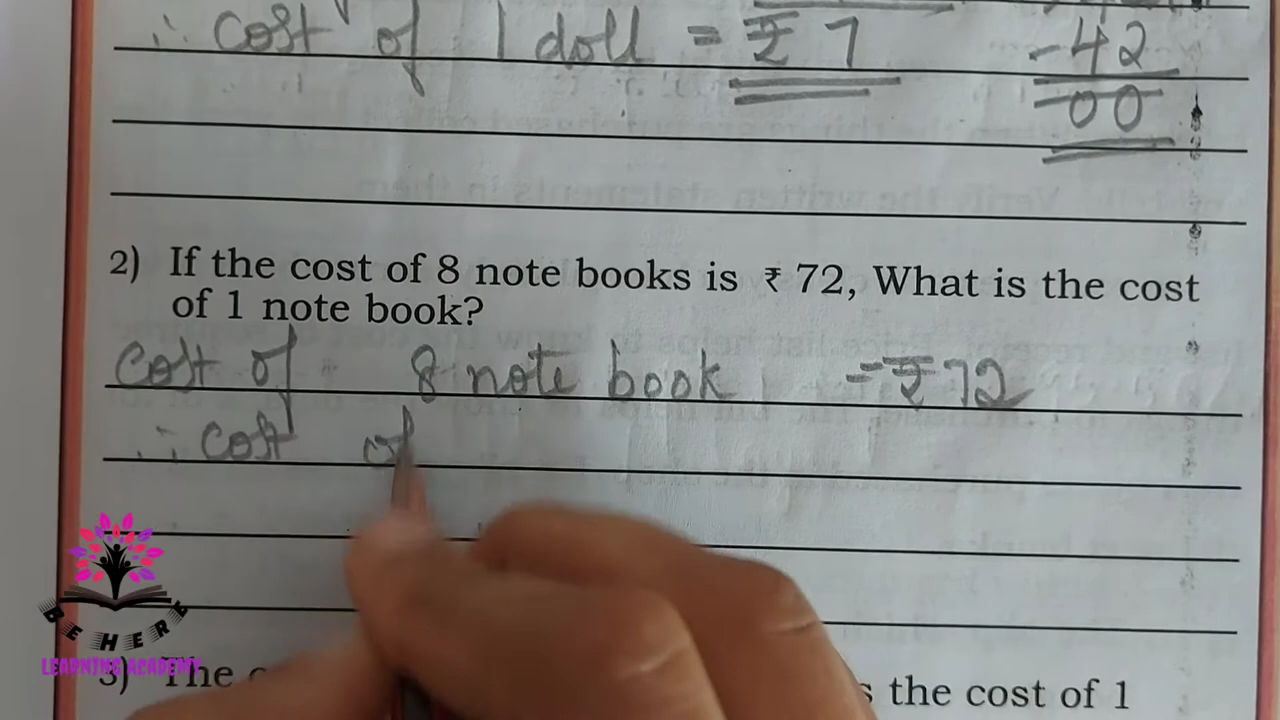 ∴ cost of 1 doll = ₹ 7
- 42
00
2) If the cost of 8 note books is ₹ 72, What is the cost
of 1 note book?
Cost of 8 note book = ₹ 72
∴ cost of
3) The
s the cost of 1
BEHERE
LEARNING ACADEMY